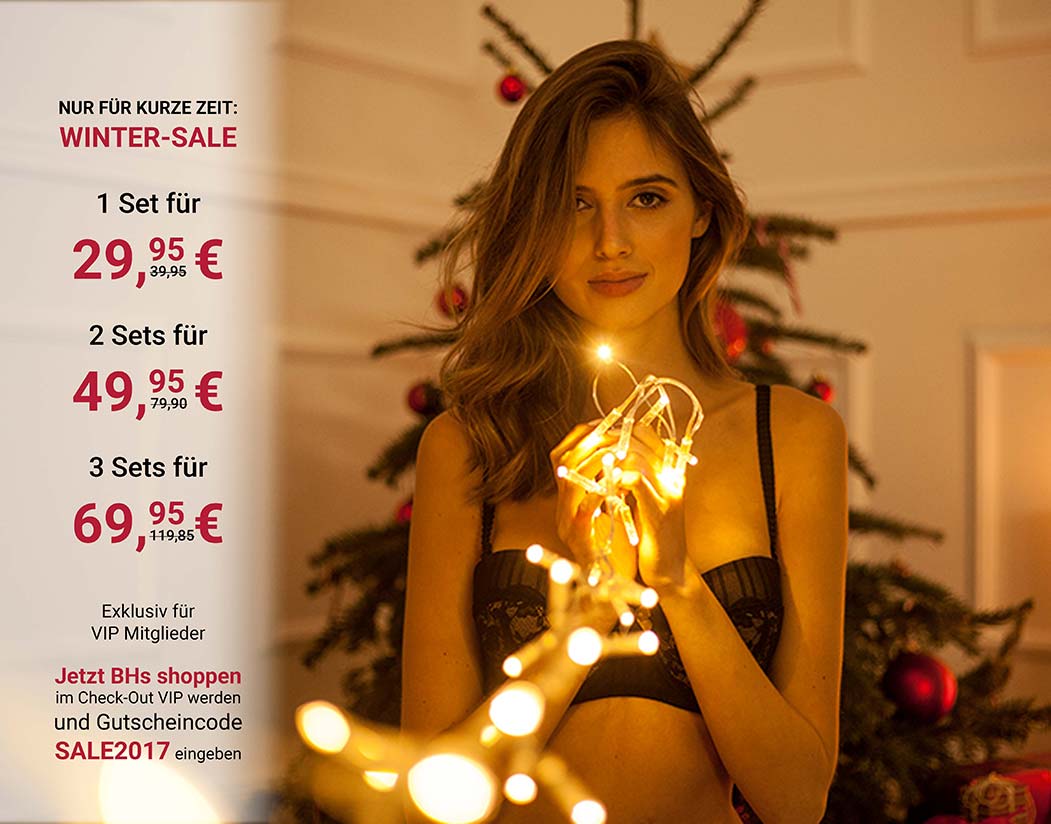 NUR FÜR KURZE ZEIT:
WINTER-SALE
1 Set für
29,95 €
39,95
2 Sets für
49,95 €
79,90
3 Sets für
69,95 €
119,85
Exklusiv für
VIP Mitglieder
Jetzt BHs shoppen
im Check-Out VIP werden
und Gutscheincode
SALE2017 eingeben